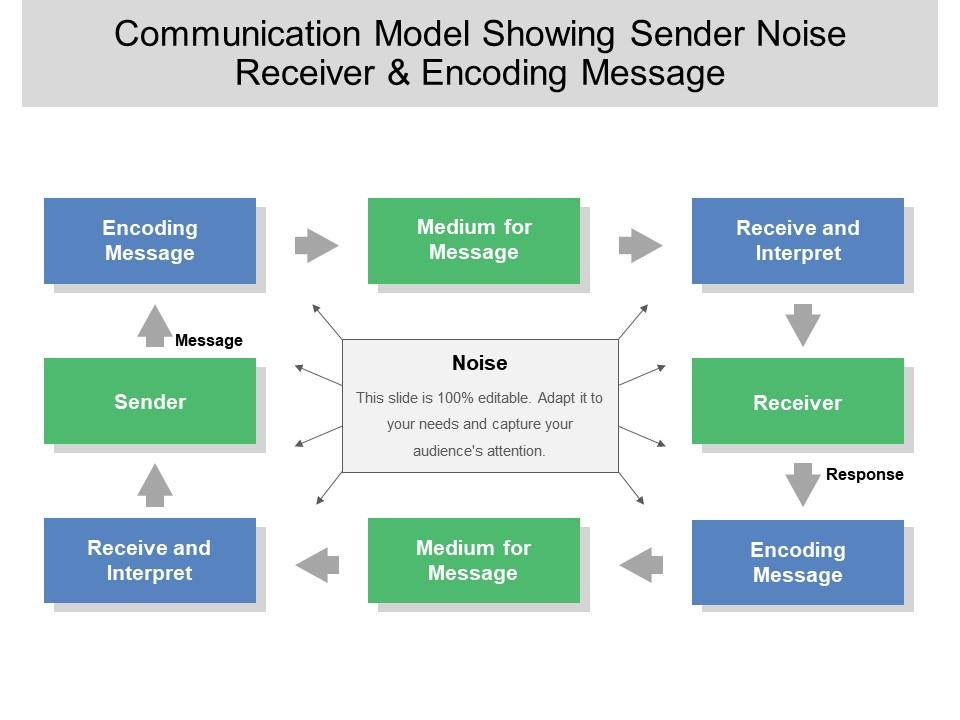 Communication Model Showing Sender Noise
Receiver & Encoding Message
Encoding
Message
Medium for
Message
Receive and
Interpret
Message
Sender
Noise
This slide is 100% editable. Adapt it to
your needs and capture your
audience's attention.
Receiver
Response
Receive and
Interpret
Medium for
Message
Encoding
Message